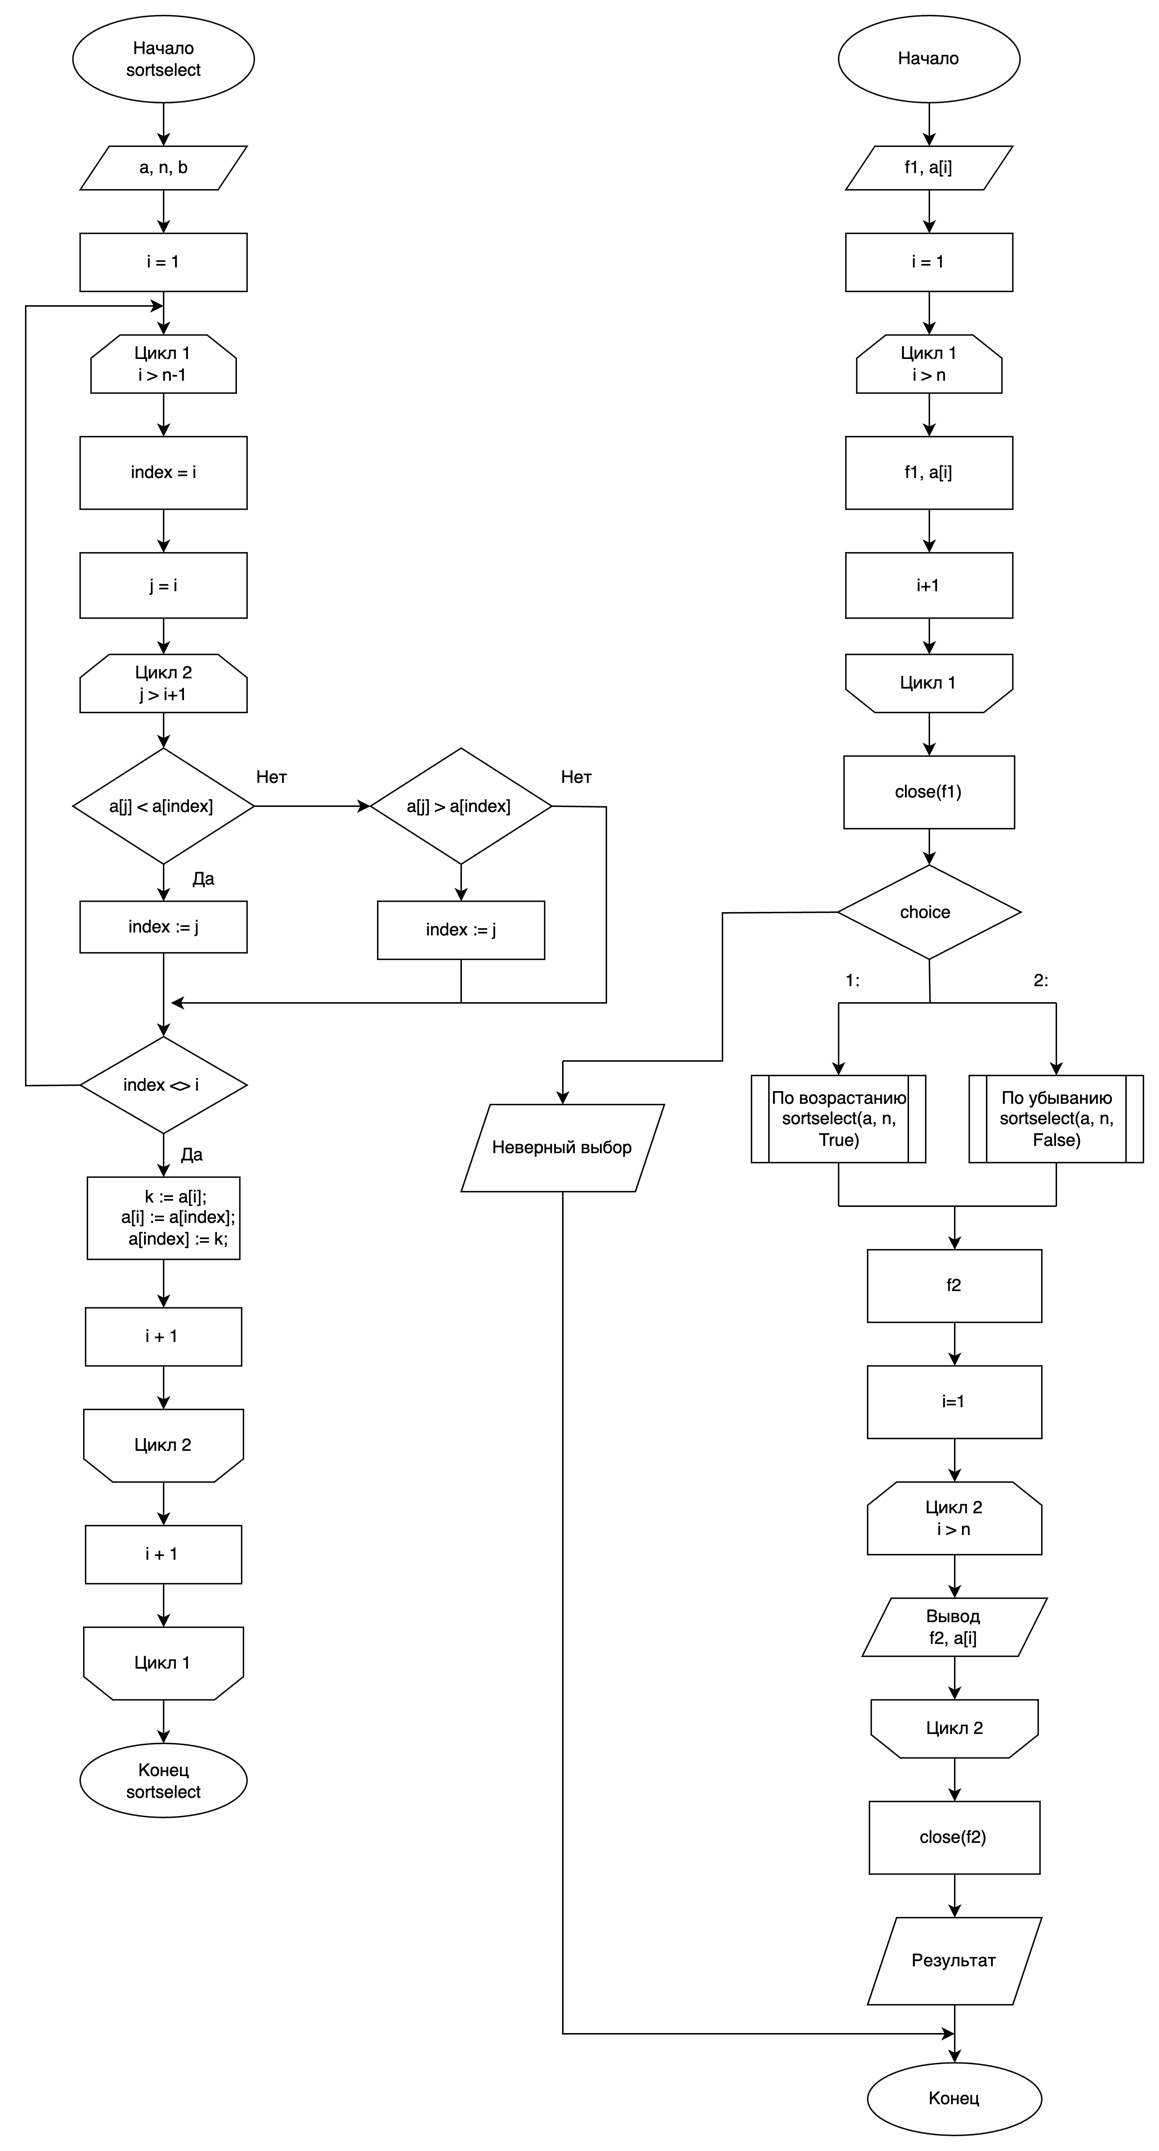 Начало
sortselect
a, n, b
i = 1
Цикл 1
i > n-1
index = i
j = i
Цикл 2
j > i+1
a[j] < a[index]
Нет
a[j] > a[index]
Нет
Да
index := j
index := j
index <> i
Да
k := a[i];
a[i] := a[index];
a[index] := k;
i + 1
Цикл 2
i + 1
Цикл 1
Конец
sortselect
Начало
f1, a[i]
i = 1
Цикл 1
i > n
f1, a[i]
i+1
Цикл 1
close(f1)
choice
1:
2:
Неверный выбор
По возрастанию
sortselect(a, n,
True)
По убыванию
sortselect(a, n,
False)
f2
i=1
Цикл 2
i > n
Вывод
f2, a[i]
Цикл 2
close(f2)
Результат
Конец